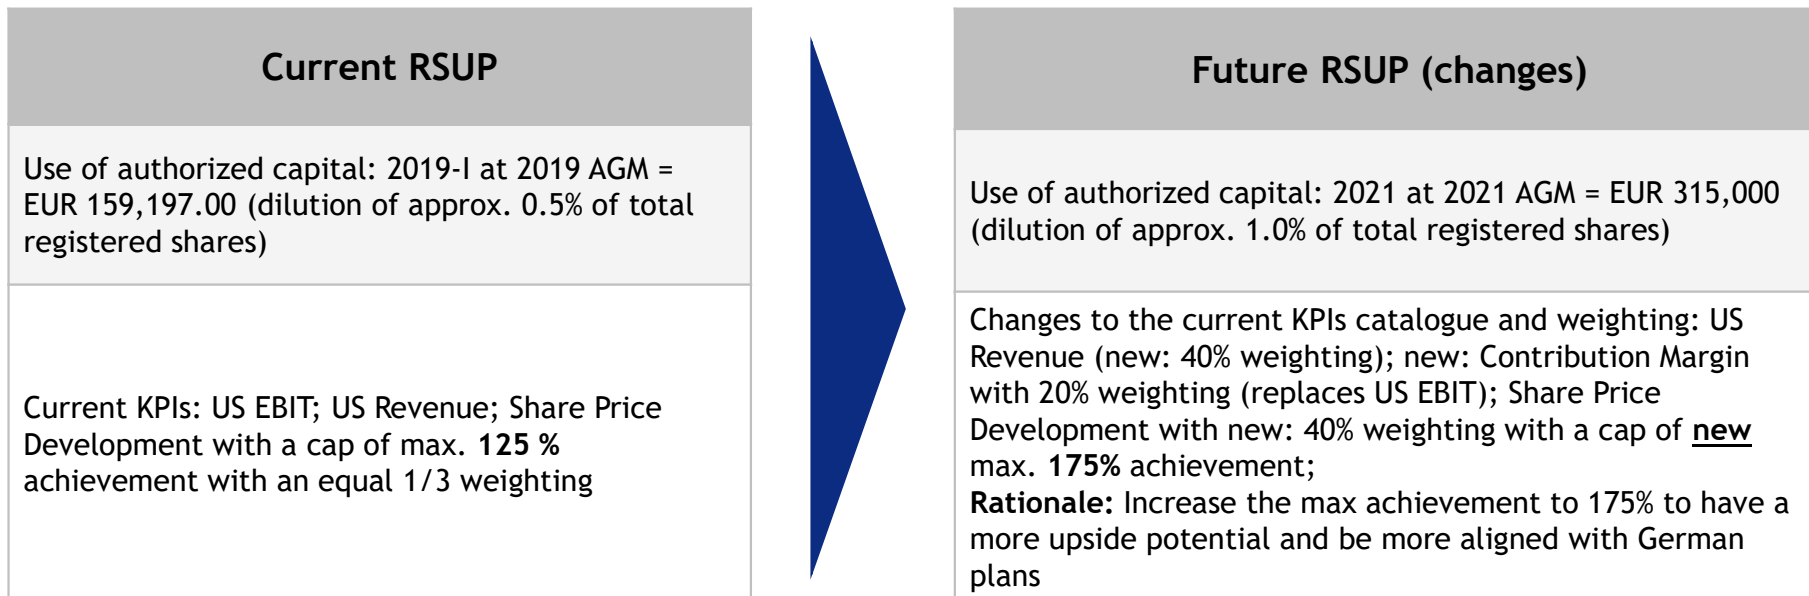 Current RSUP
Use of authorized capital: 2019-I at 2019 AGM =
EUR 159,197.00 (dilution of approx. 0.5% of total
registered shares)
Current KPIs: US EBIT; US Revenue; Share Price
Development with a cap of max. 125 %
achievement with an equal 1/3 weighting
Future RSUP (changes)
Use of authorized capital: 2021 at 2021 AGM = EUR 315,000
(dilution of approx. 1.0% of total registered shares)
Changes to the current KPIs catalogue and weighting: US
Revenue (new: 40% weighting); new: Contribution Margin
with 20% weighting (replaces US EBIT); Share Price
Development with new: 40% weighting with a cap of new
max. 175% achievement;
Rationale: Increase the max achievement to 175% to have a
more upside potential and be more aligned with German
plans